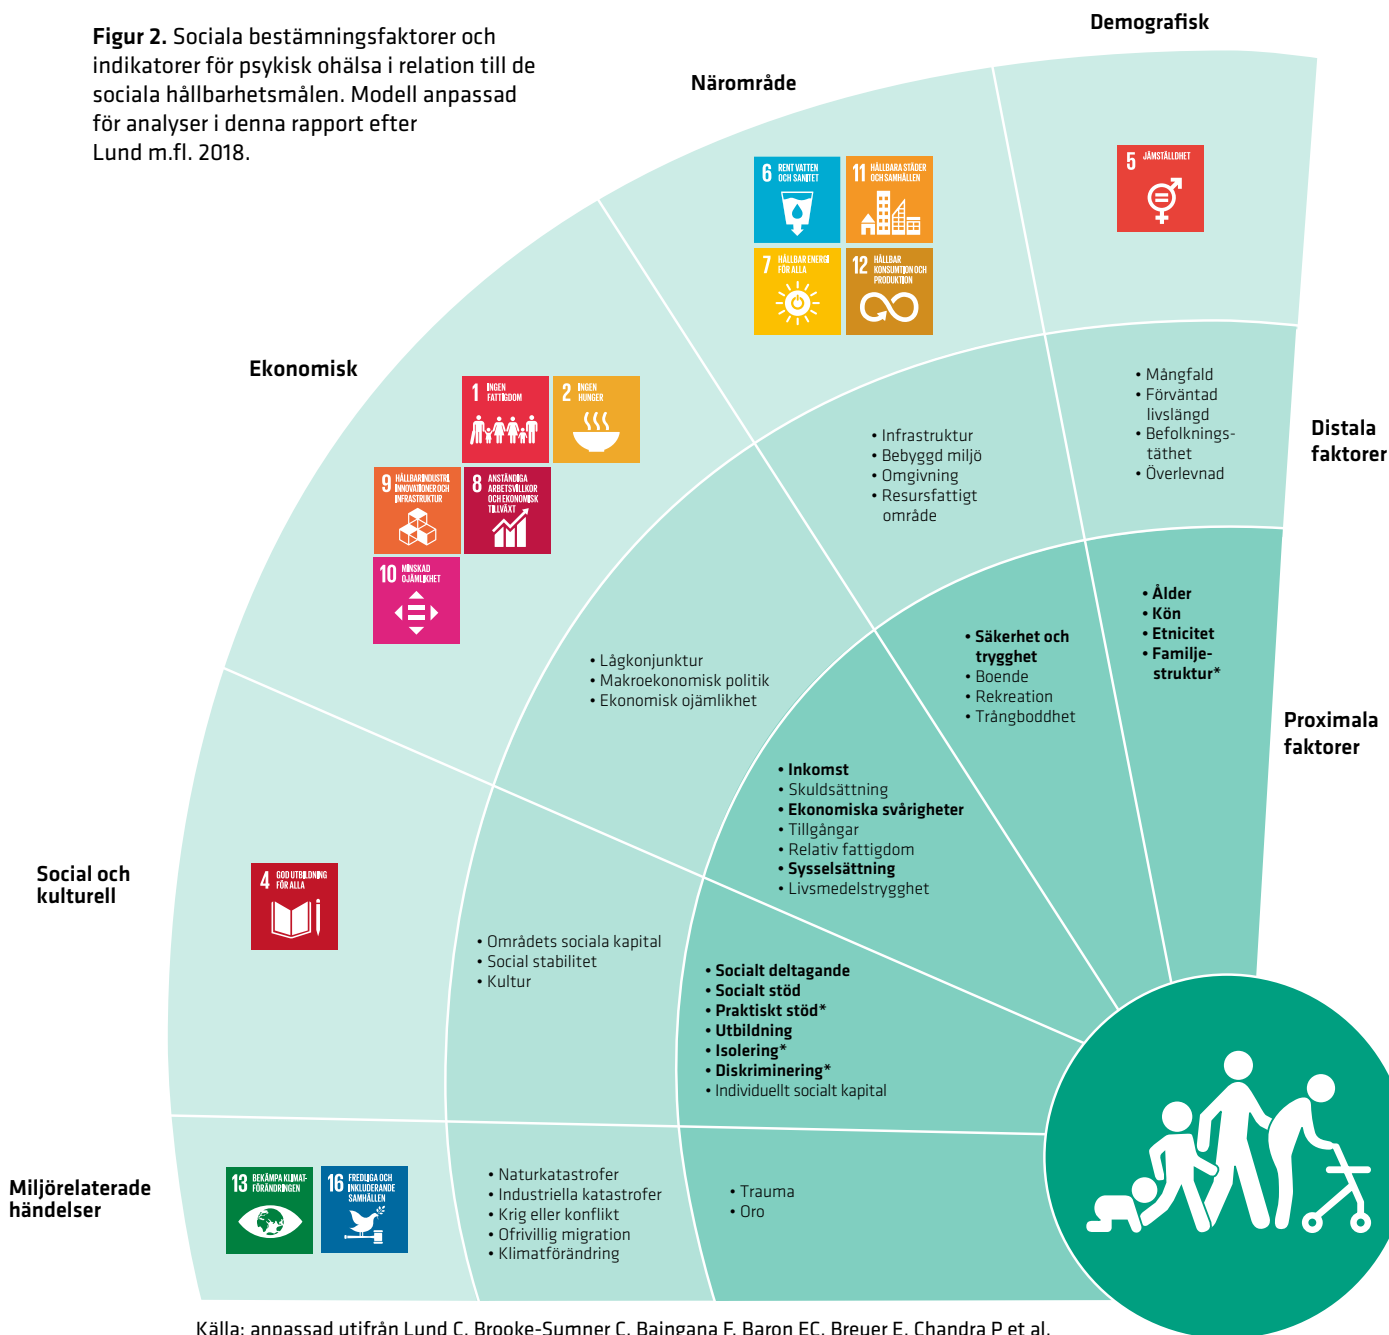 Figur 2. Sociala bestämningsfaktorer och
indikatorer för psykisk ohälsa i relation till de
sociala hållbarhetsmålen. Modell anpassad
för analyser i denna rapport efter
Lund m.fl. 2018.
Demografisk
5 JÄMSTÄLLDHET
• Mångfald
• Förväntad
livslängd
• Befolknings-
täthet
• Överlevnad
• Ålder
• Kön
• Etnicitet
• Familje-
struktur*
Närområde
6 RENT VATTEN
OCH SANITET
11 HÅLLBARA STÄDER
OCH SAMHÄLLEN
7 HÅLLBAR ENERGI
FÖR ALLA
12 HÅLLBAR
KONSUMTION OCH
PRODUKTION
• Infrastruktur
• Bebyggd miljö
• Omgivning
• Resursfattigt
område
• Säkerhet och
trygghet
• Boende
• Rekreation
• Trångboddhet
Distala
faktorer
Proximala
faktorer
Ekonomisk
1 INGEN
FATTIGDOM
2 INGEN
HUNGER
9 HÅLLBAR INDUSTRI,
INNOVATIONER OCH
INFRASTRUKTUR
8 ANSTÄNDIGA
ARBETSVILLKOR
OCH EKONOMISK
TILLVÄXT
10 MINSKAD
OJÄMLIKHET
• Lågkonjunktur
• Makroekonomisk politik
• Ekonomisk ojämlikhet
• Inkomst
• Skuldsättning
• Ekonomiska svårigheter
• Tillgångar
• Relativ fattigdom
• Sysselsättning
• Livsmedelstrygghet
Social och
kulturell
4 GOD UTBILDNING
FÖR ALLA
• Områdets sociala kapital
• Social stabilitet
• Kultur
• Socialt deltagande
• Socialt stöd
• Praktiskt stöd*
• Utbildning
• Isolering*
• Diskriminering*
• Individuellt socialt kapital
Miljörelaterade
händelser
13 BEKÄMPA KLIMAT-
FÖRÄNDRINGEN
16 FREDLIGA OCH
INKLUDERANDE
SAMHÄLLEN
• Naturkatastrofer
• Industriella katastrofer
• Krig eller konflikt
• Ofrivillig migration
• Klimatförändring
• Trauma
• Oro
Källa: anpassad utifrån Lund C, Brooke-Sumner C, Baingana F, Baron EC, Breuer E, Chandra P et al.